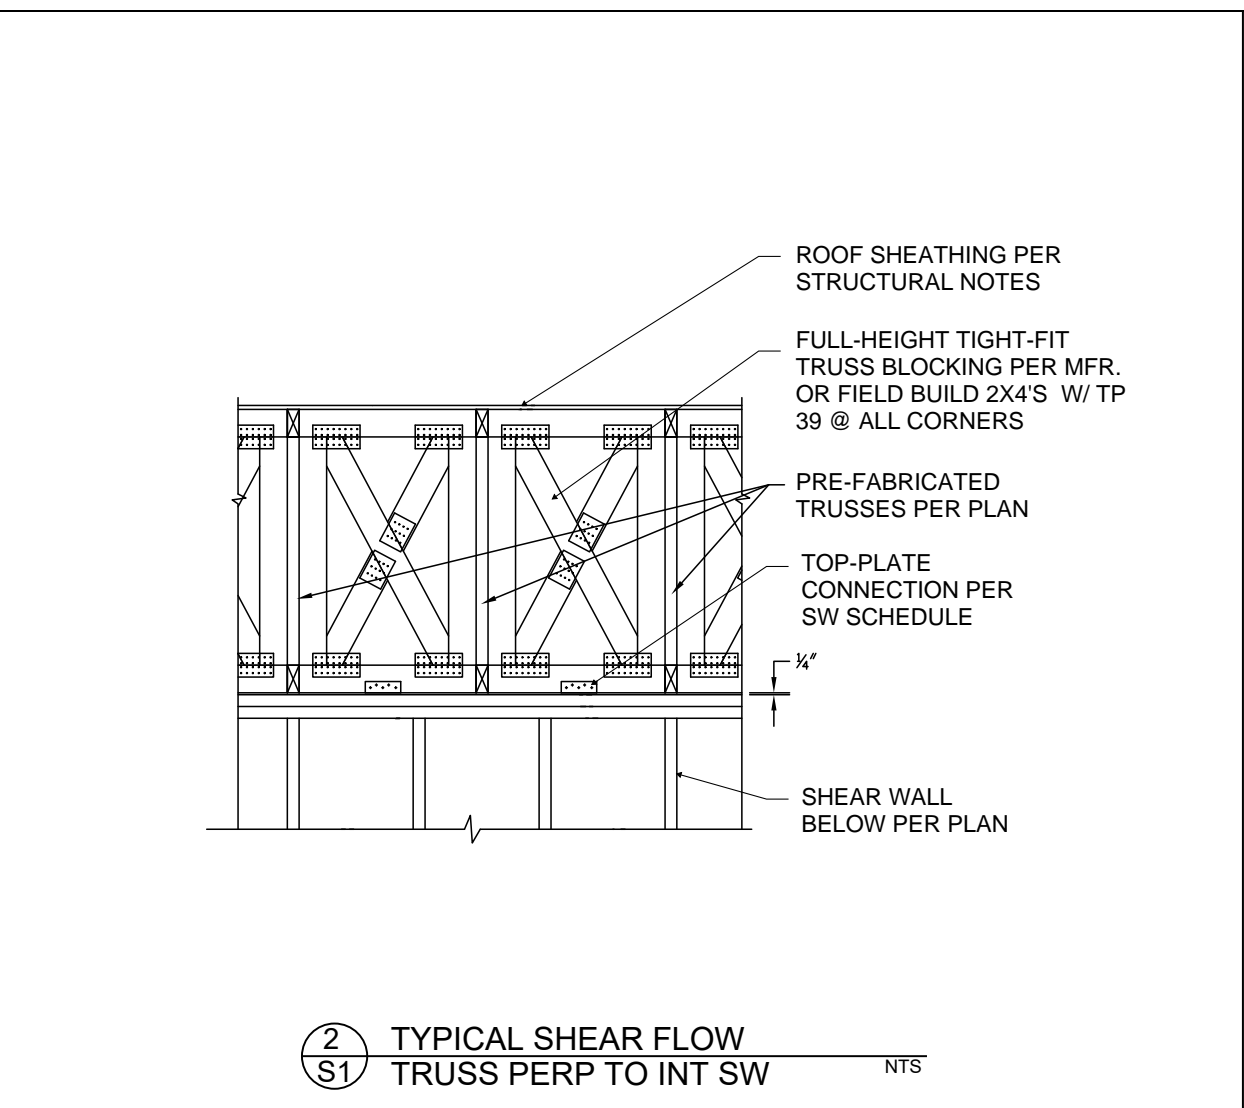 ROOF SHEATHING PER
STRUCTURAL NOTES
FULL-HEIGHT TIGHT-FIT
TRUSS BLOCKING PER MFR.
OR FIELD BUILD 2X4'S W/ TP
39 @ ALL CORNERS
PRE-FABRICATED
TRUSSES PER PLAN
TOP-PLATE
CONNECTION PER
SW SCHEDULE
¼"
SHEAR WALL
BELOW PER PLAN
2
S1
TYPICAL SHEAR FLOW
TRUSS PERP TO INT SW
NTS